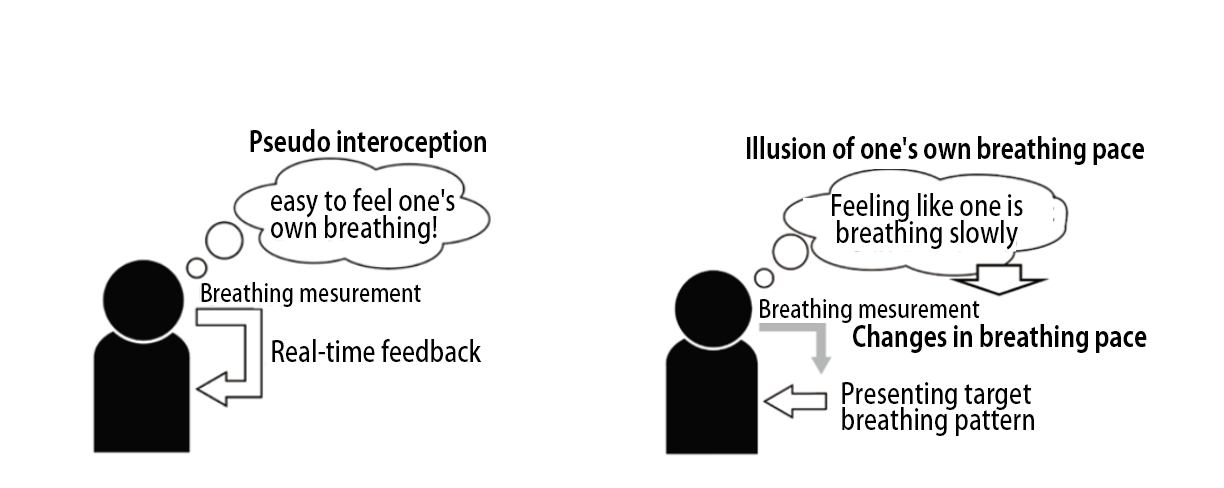 Pseudo interoception
easy to feel one's
own breathing!
Breathing mesurement
Real-time feedback
Illusion of one's own breathing pace
Feeling like one is
breathing slowly
Breathing mesurement
Changes in breathing pace
Presenting target
breathing pattern